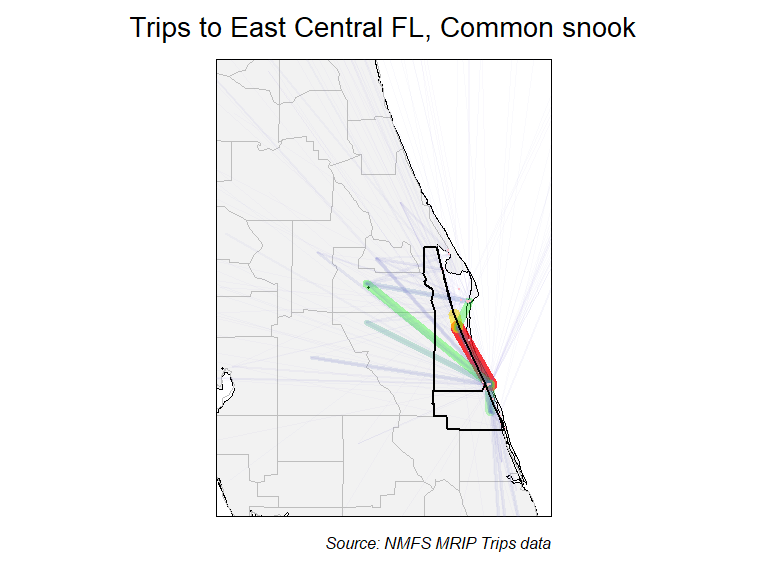 Trips to East Central FL, Common snook
Source: NMFS MRIP Trips data